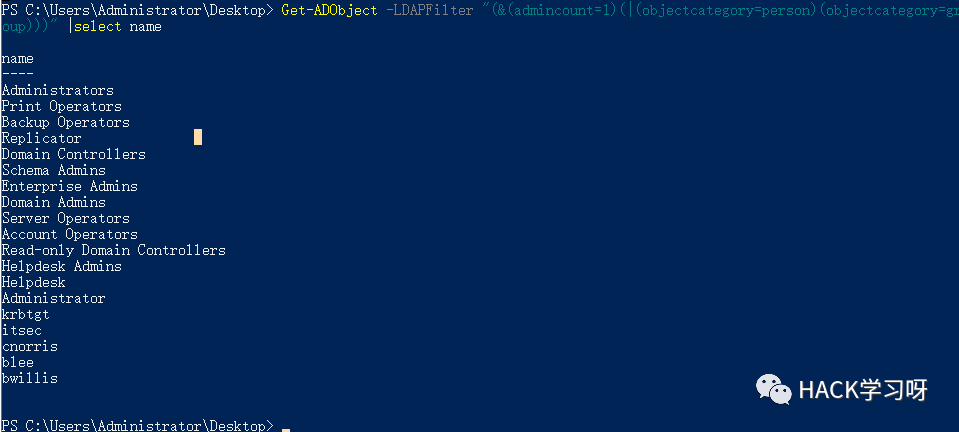 PS C:\Users\Administrator\Desktop> Get-ADObject -LDAPFilter "(&(admincount=1)(|(objectcategory=person)(objectcategory=gr
oup)))" |select name
name
----
Administrators
Print Operators
Backup Operators
Replicator
Domain Controllers
Schema Admins
Enterprise Admins
Domain Admins
Server Operators
Account Operators
Read-only Domain Controllers
Helpdesk Admins
Helpdesk
Administrator
krbtgt
itsec
cnorris
blee
bwillis
HACK学习呀
PS C:\Users\Administrator\Desktop>